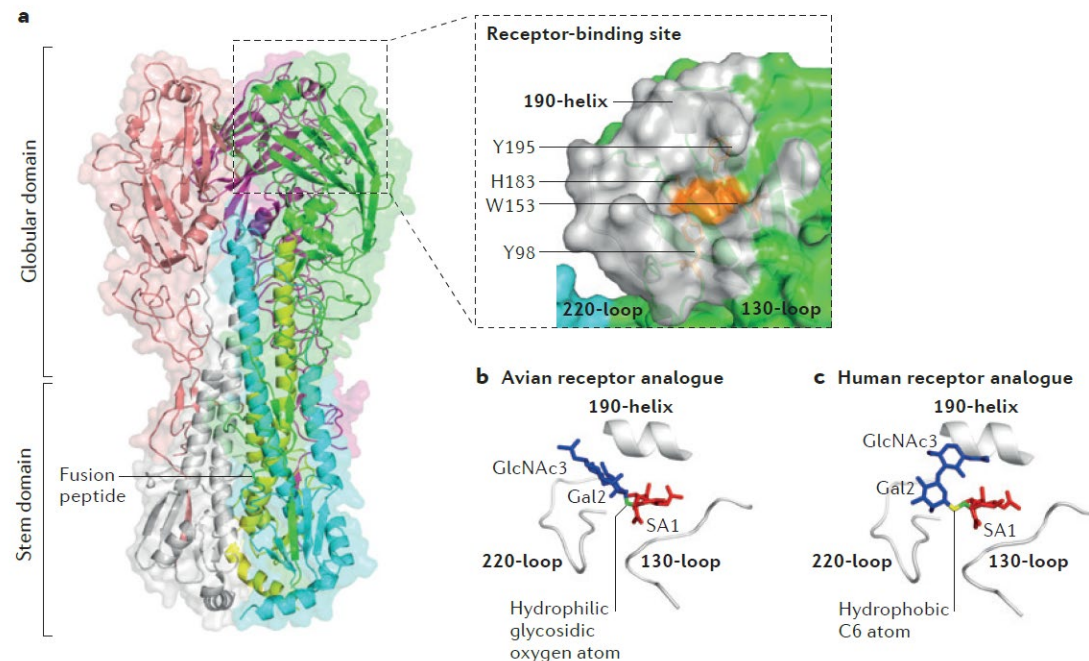 a
Globular domain
Stem domain
Fusion
peptide
Receptor-binding site
190-helix
Y195
H183
W153
Y98
220-loop
130-loop
b Avian receptor analogue
190-helix
GlcNAc3
Gal2
SA1
220-loop
130-loop
Hydrophilic
glycosidic
oxygen atom
c Human receptor analogue
190-helix
GlcNAc3
Gal2
SA1
220-loop
130-loop
Hydrophobic
C6 atom